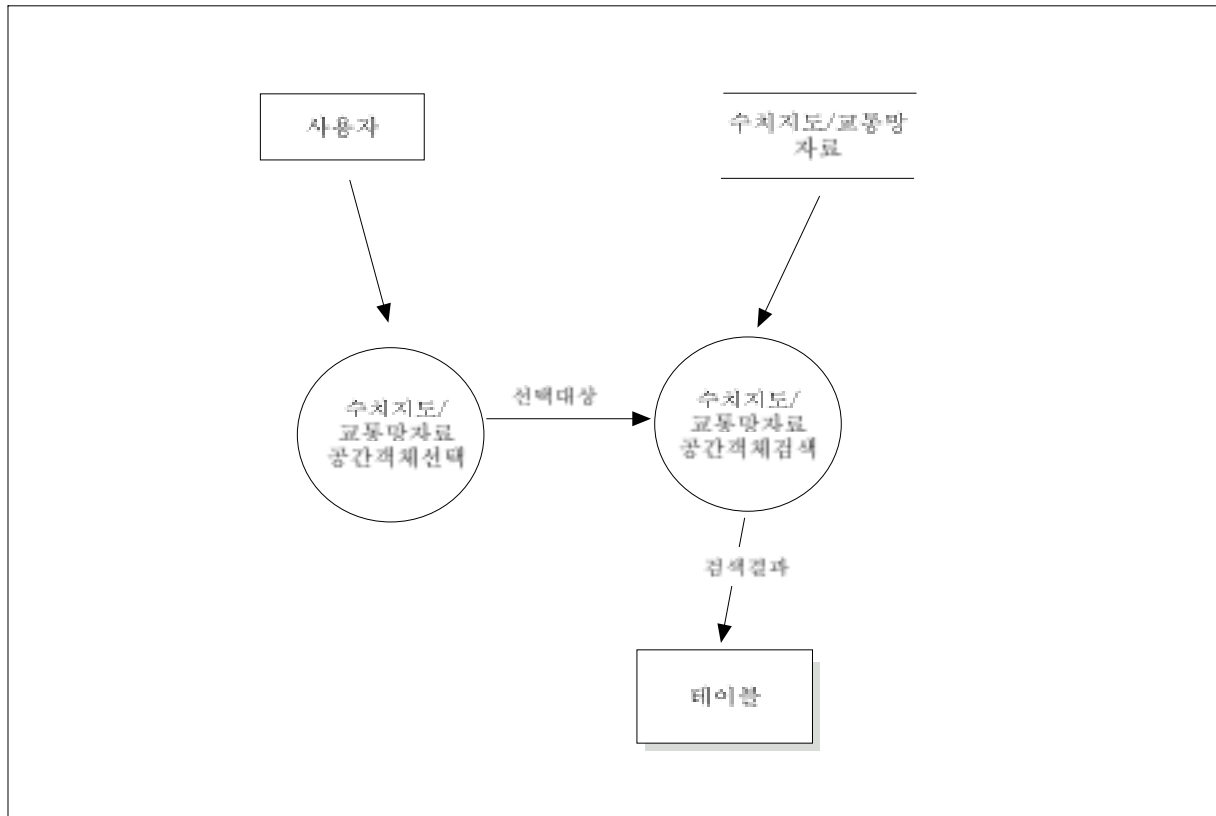 사용자
수치지도/교통망
자료
수치지도/
교통망자료
공간객체선택
선택대상
수치지도/
교통망자료
공간객체검색
검색결과
테이블